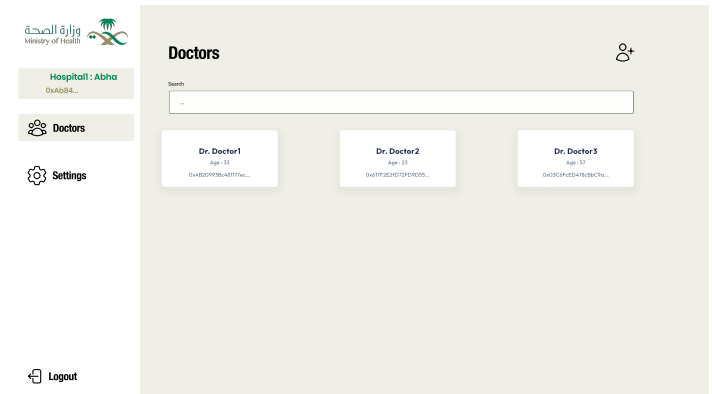 وزارة الصحة
Ministry of Health
Hospital1 : Abha
0xAb84...
Doctors
Settings
Logout
Doctors
Search
...
Dr. Doctor1
Age : 33
0x4B20993Bc481177ec...
Dr. Doctor2
Age : 23
0x617F2E2fD72FD9D55...
Dr. Doctor3
Age : 57
0x03C6FcED478cBbC9a...